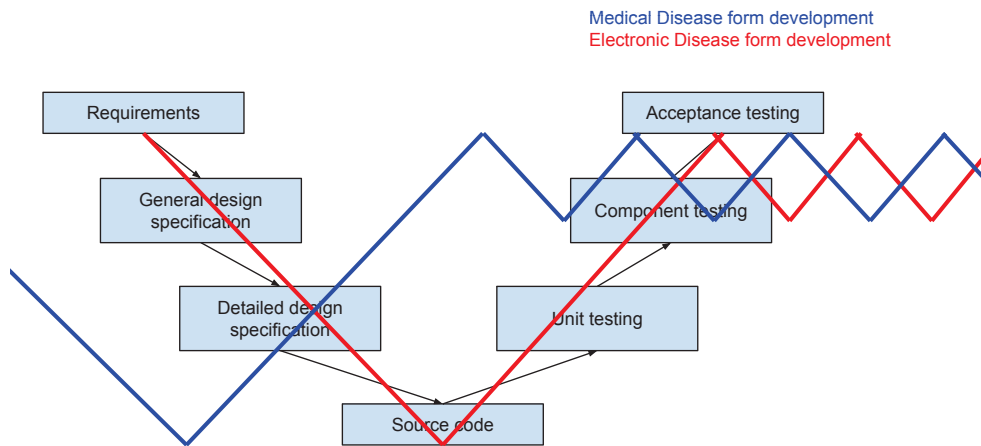 Medical Disease form development
Electronic Disease form development
Requirements
Acceptance testing
General design
specification
Component testing
Detailed design
specification
Unit testing
Source code